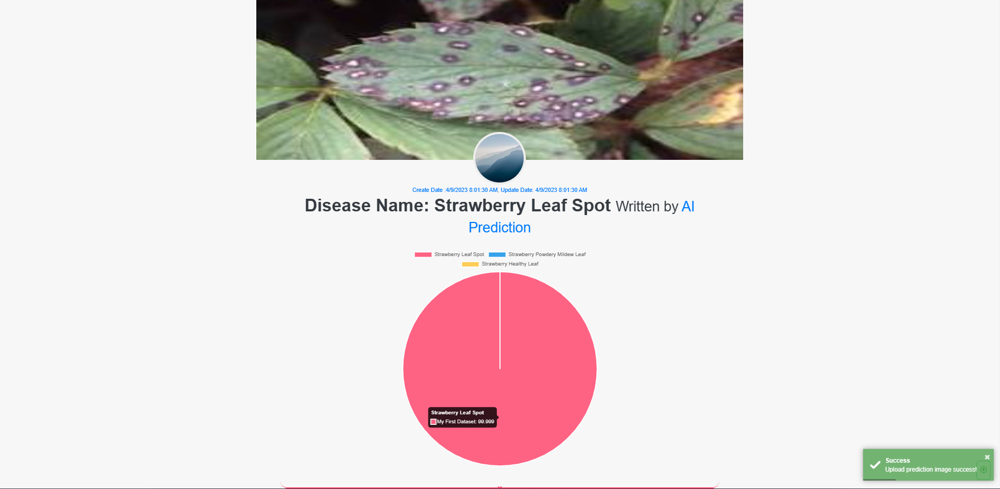 Create Date :4/9/2023 8:01:30 AM, Update Date: 4/9/2023 8:01:30 AM
Disease Name: Strawberry Leaf Spot Written by AI
Prediction
Strawberry Leaf Spot Strawberry Powdery Mildew Leaf
Strawberry Healthy Leaf
Strawberry Leaf Spot
My First Dataset: 99.999
Success
Upload prediction image success!